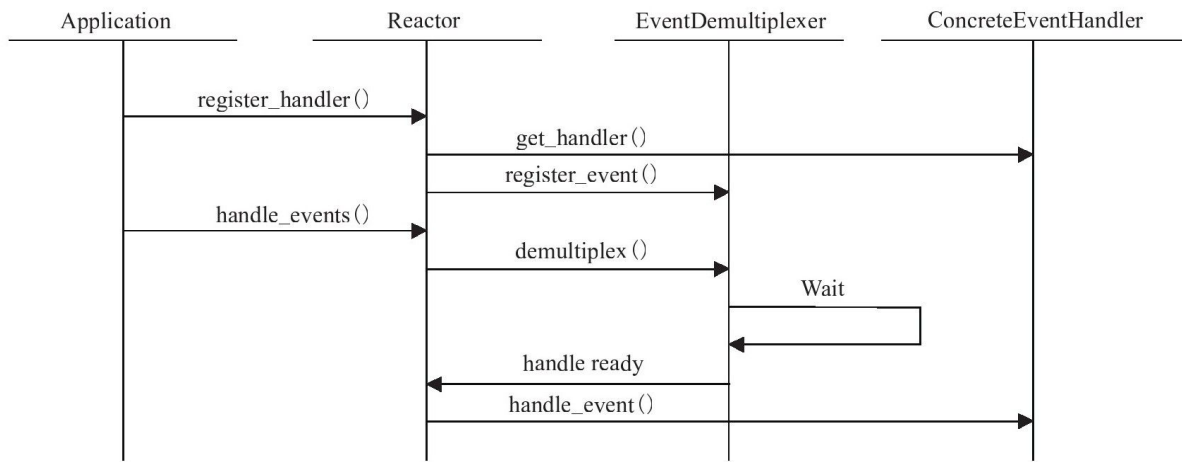 Application
Reactor
EventDemultiplexer
ConcreteEventHandler
register_handler()
get_handler()
register_event()
handle_events()
demultiplex()
Wait
handle ready
handle_event()